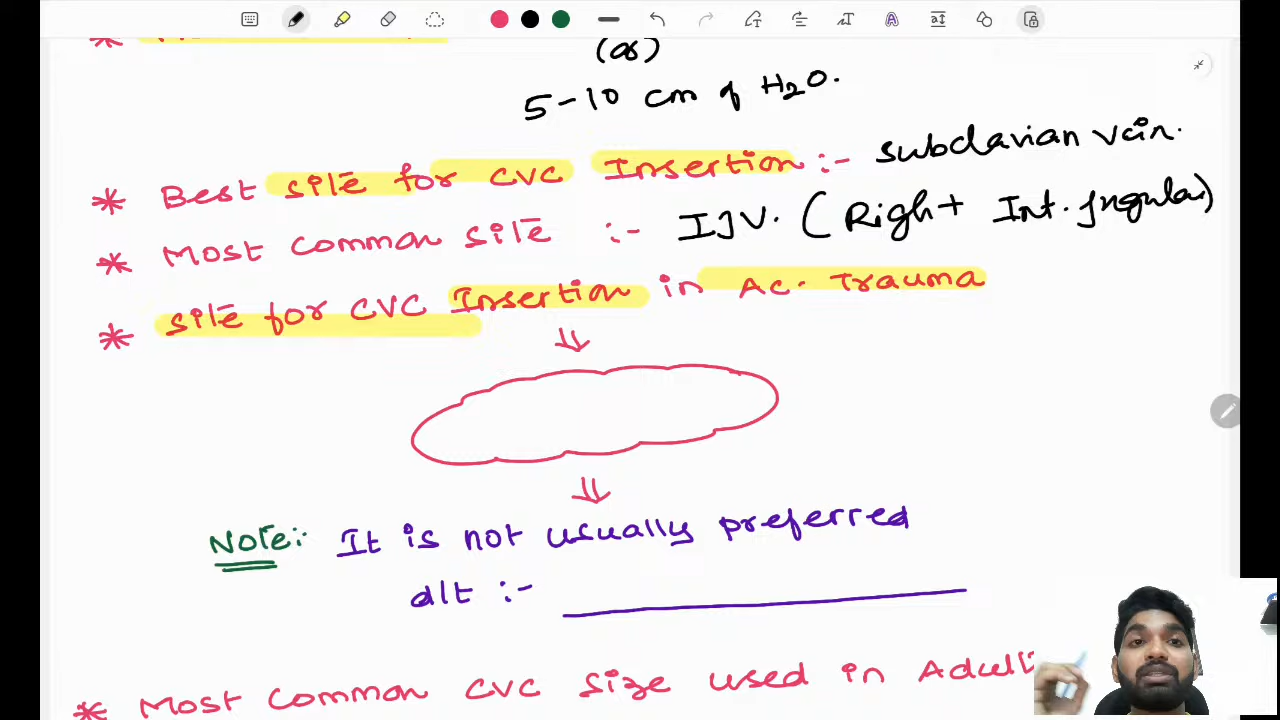 (or)
5-10 cm of H2O.
* Best site for CVC Insertion :- subclavian vein.
* Most common site :- IJV. (Right Int. jugular)
* site for CVC Insertion in Ac. Trauma
Note: It is not usually preferred
dlt :-
* Most common CVC size used in Adult